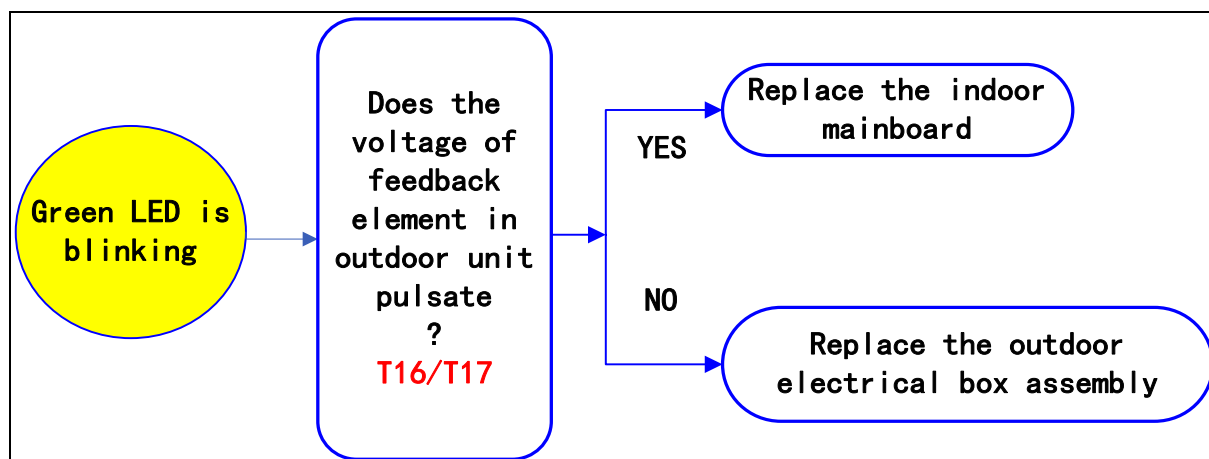 Green LED is
blinking
Does the
voltage of
feedback
element in
outdoor unit
pulsate
?
T16/T17
YES
Replace the indoor
mainboard
NO
Replace the outdoor
electrical box assembly